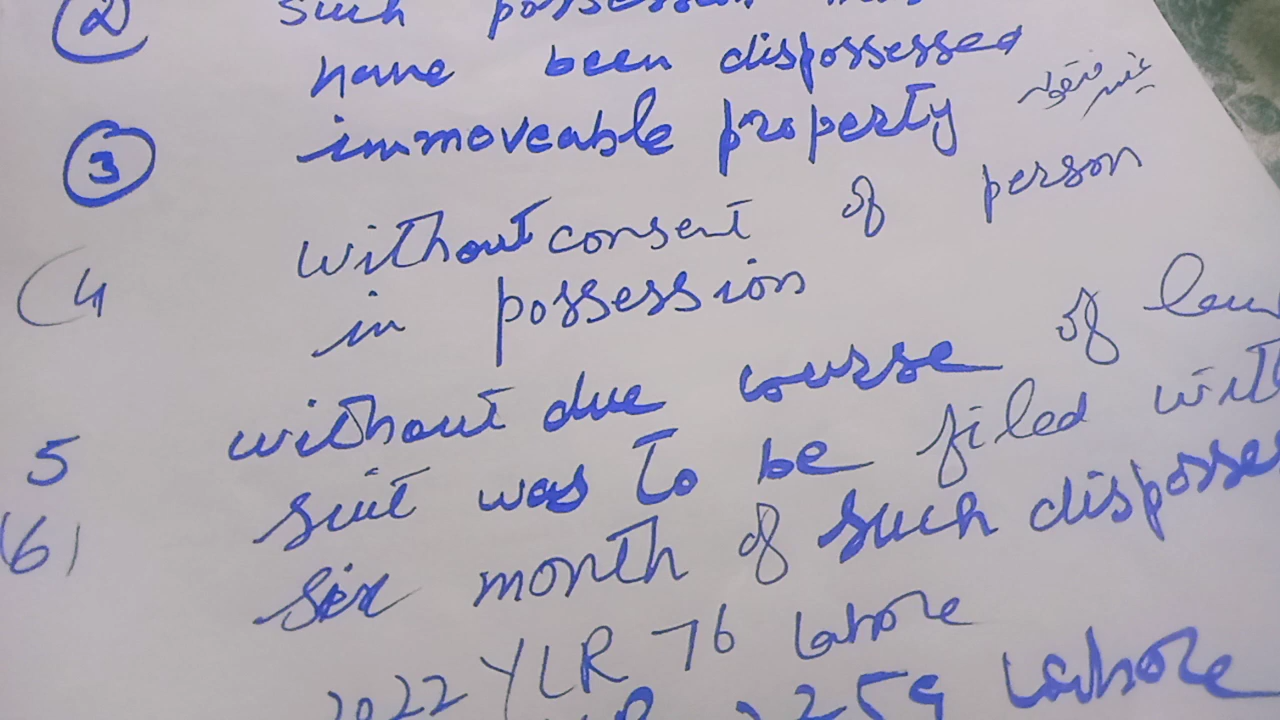 (2) such possession
have been dispossessed
(3) immoveable property غیر منقولہ
(4 without consent of person
in possession
5 without due course of law
(6) suit was to be filed with
six month of such disposse
2022 YLR 76 Lahore
259 Lahore